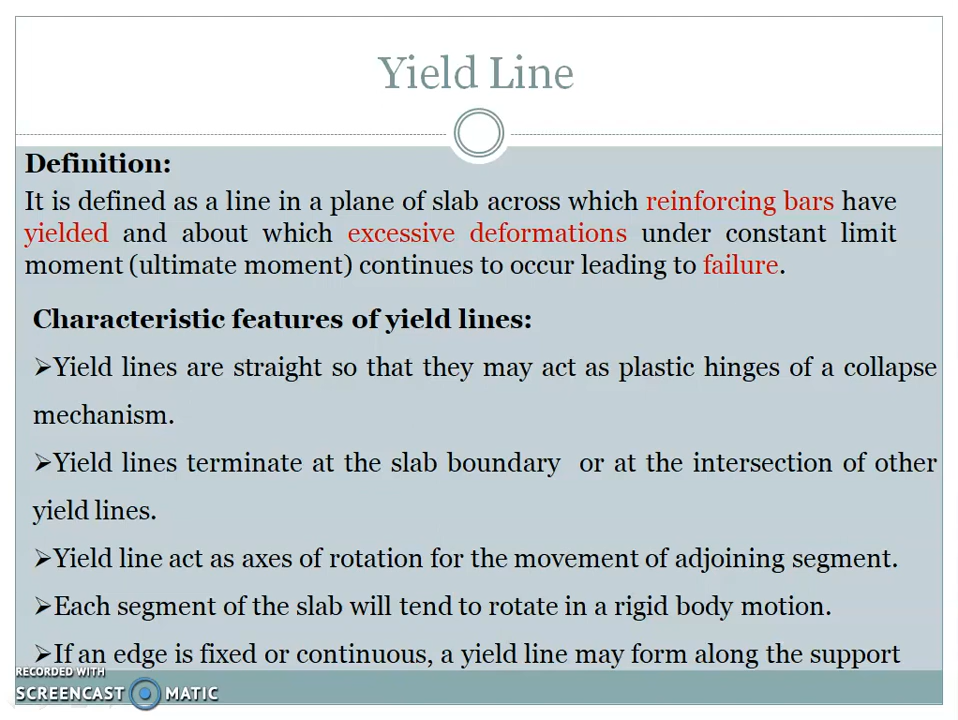 Yield Line
Definition:
It is defined as a line in a plane of slab across which reinforcing bars have
yielded and about which excessive deformations under constant limit
moment (ultimate moment) continues to occur leading to failure.
Characteristic features of yield lines:
➢Yield lines are straight so that they may act as plastic hinges of a collapse
mechanism.
➢Yield lines terminate at the slab boundary or at the intersection of other
yield lines.
➢Yield line act as axes of rotation for the movement of adjoining segment.
➢Each segment of the slab will tend to rotate in a rigid body motion.
➢If an edge is fixed or continuous, a yield line may form along the support
RECORDED WITH
SCREENCAST MATIC